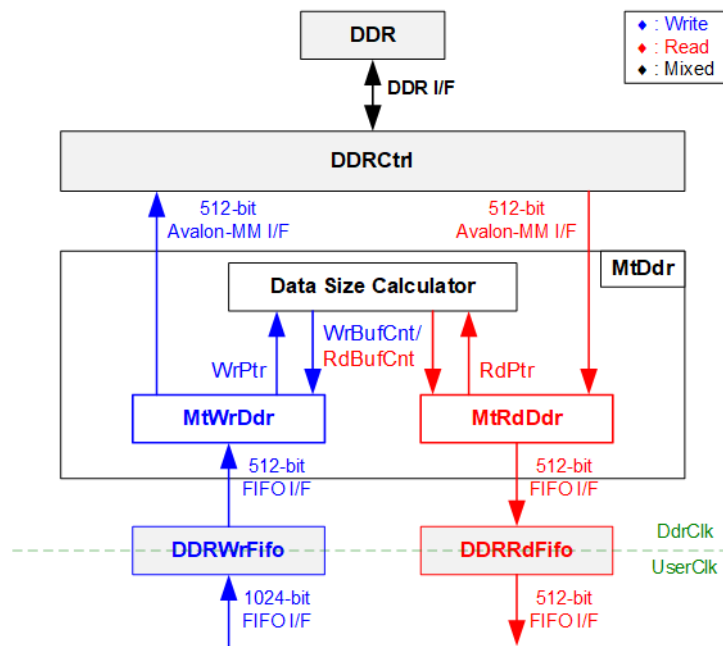 DDR
♦ : Write
♦ : Read
♦ : Mixed
DDR I/F
DDRCtrl
512-bit
Avalon-MM I/F
512-bit
Avalon-MM I/F
MtDdr
Data Size Calculator
WrPtr
WrBufCnt/
RdBufCnt
RdPtr
MtWrDdr
MtRdDdr
512-bit
FIFO I/F
512-bit
FIFO I/F
DDRWrFifo
DDRRdFifo
DdrClk
UserClk
1024-bit
FIFO I/F
512-bit
FIFO I/F